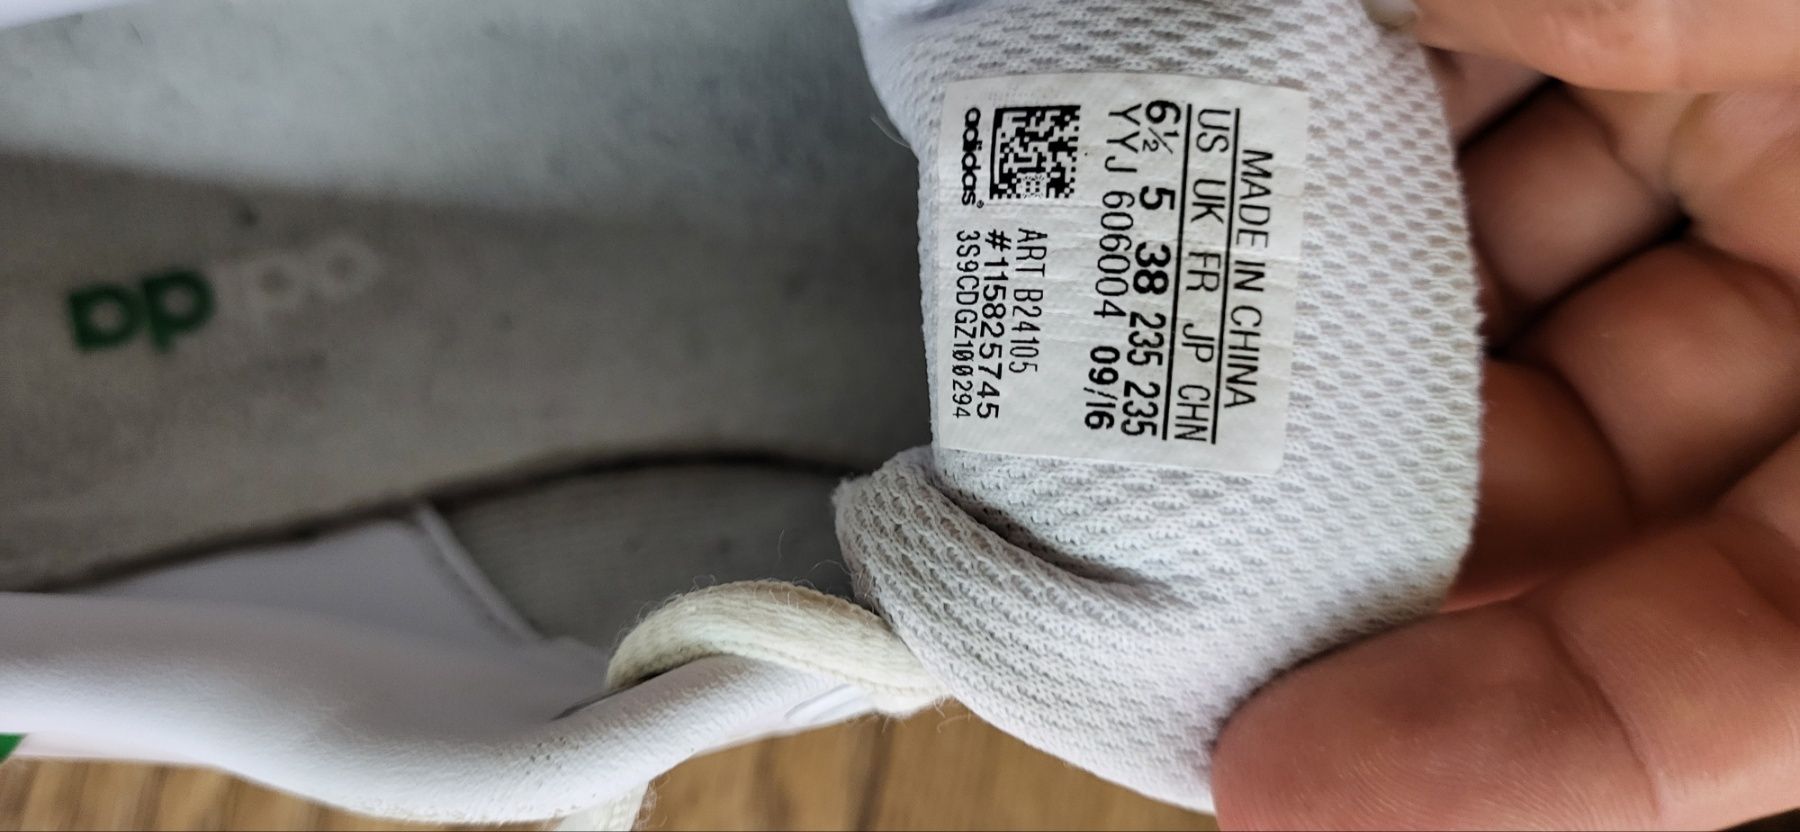 MADE IN CHINA
US UK FR JP CHN
6½ 5 38 235 235
YYJ 606004 09/16
ART B24105
#115825745
3S9CDGZ100294
adidas®